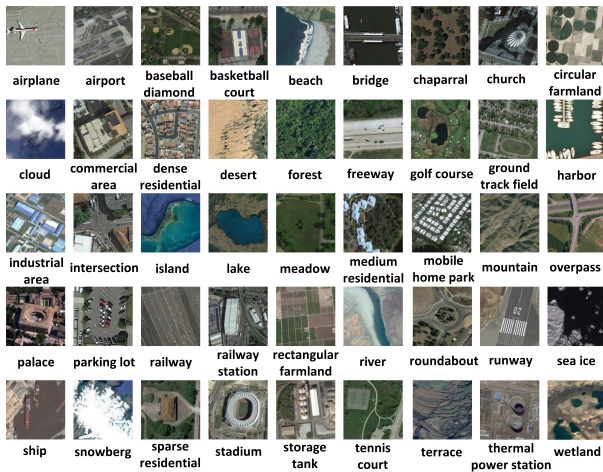 airplane
airport
baseball
diamond
basketball
court
beach
bridge
chaparral
church
circular
farmland
cloud
commercial
area
dense
residential
desert
forest
freeway
golf course
ground
track field
harbor
industrial
area
intersection
island
lake
meadow
medium
residential
mobile
home park
mountain
overpass
palace
parking lot
railway
railway
station
rectangular
farmland
river
roundabout
runway
sea ice
ship
snowberg
sparse
residential
stadium
storage
tank
tennis
court
terrace
thermal
power station
wetland